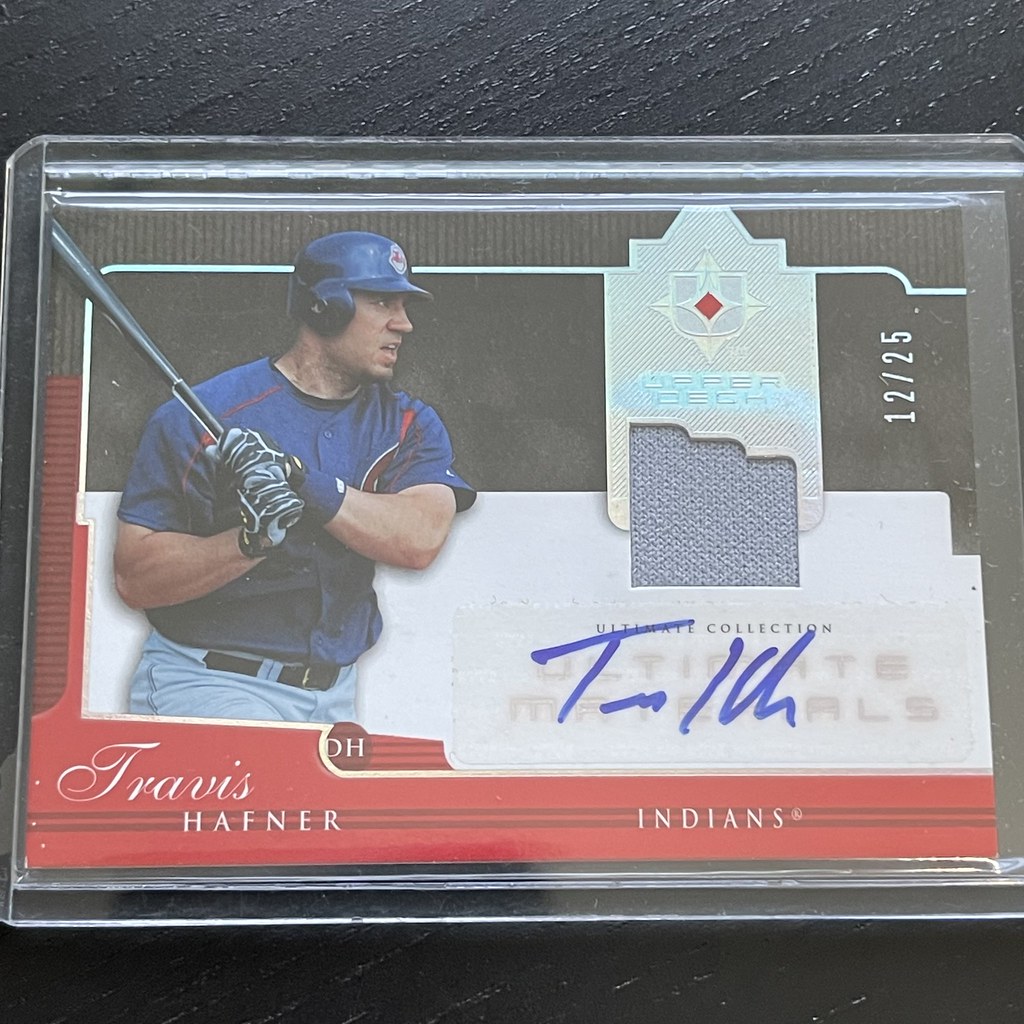 UPPER
DECK
12/25
ULTIMATE COLLECTION
ULTIMATE
MATERIALS
DH
Travis
HAFNER
INDIANS®